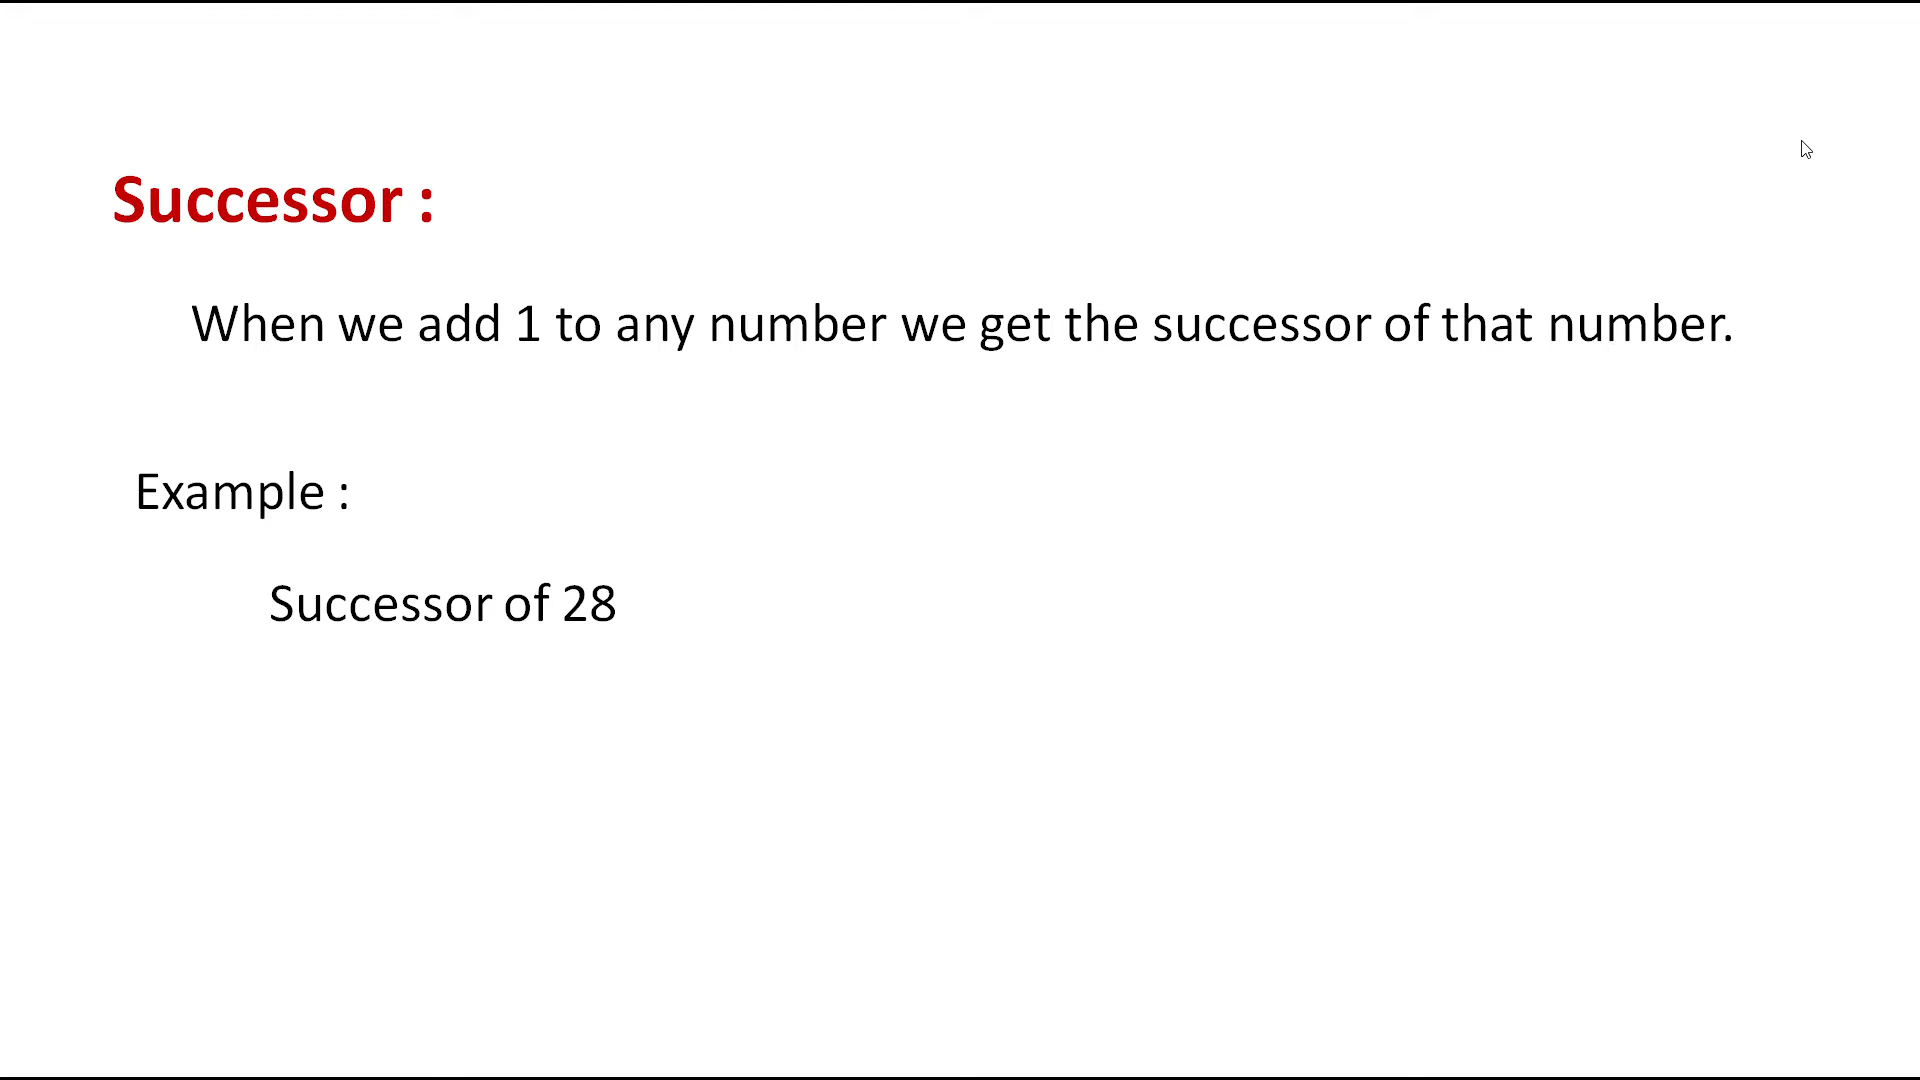 Successor :
When we add 1 to any number we get the successor of that number.
Example :
Successor of 28